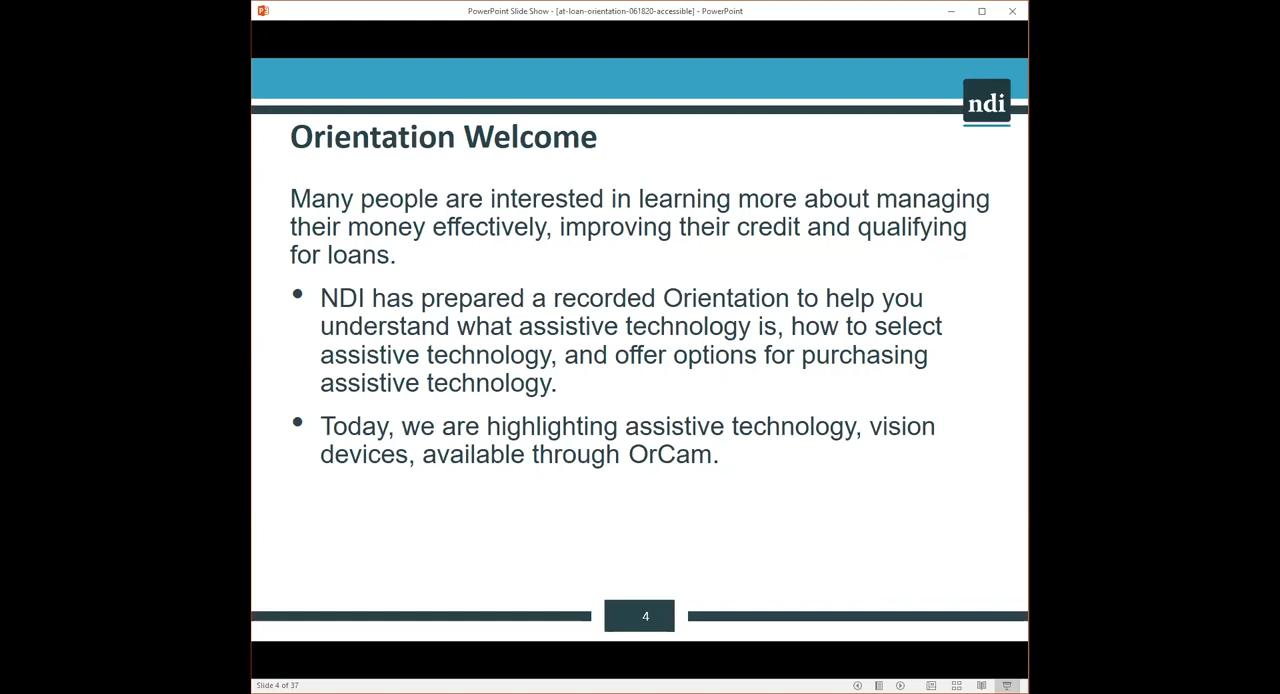 PowerPoint Slide Show - [at-loan-orientation-061820-accessible] - PowerPoint
ndi
Orientation Welcome
Many people are interested in learning more about managing
their money effectively, improving their credit and qualifying
for loans.
• NDI has prepared a recorded Orientation to help you
understand what assistive technology is, how to select
assistive technology, and offer options for purchasing
assistive technology.
• Today, we are highlighting assistive technology, vision
devices, available through OrCam.
4
Slide 4 of 37